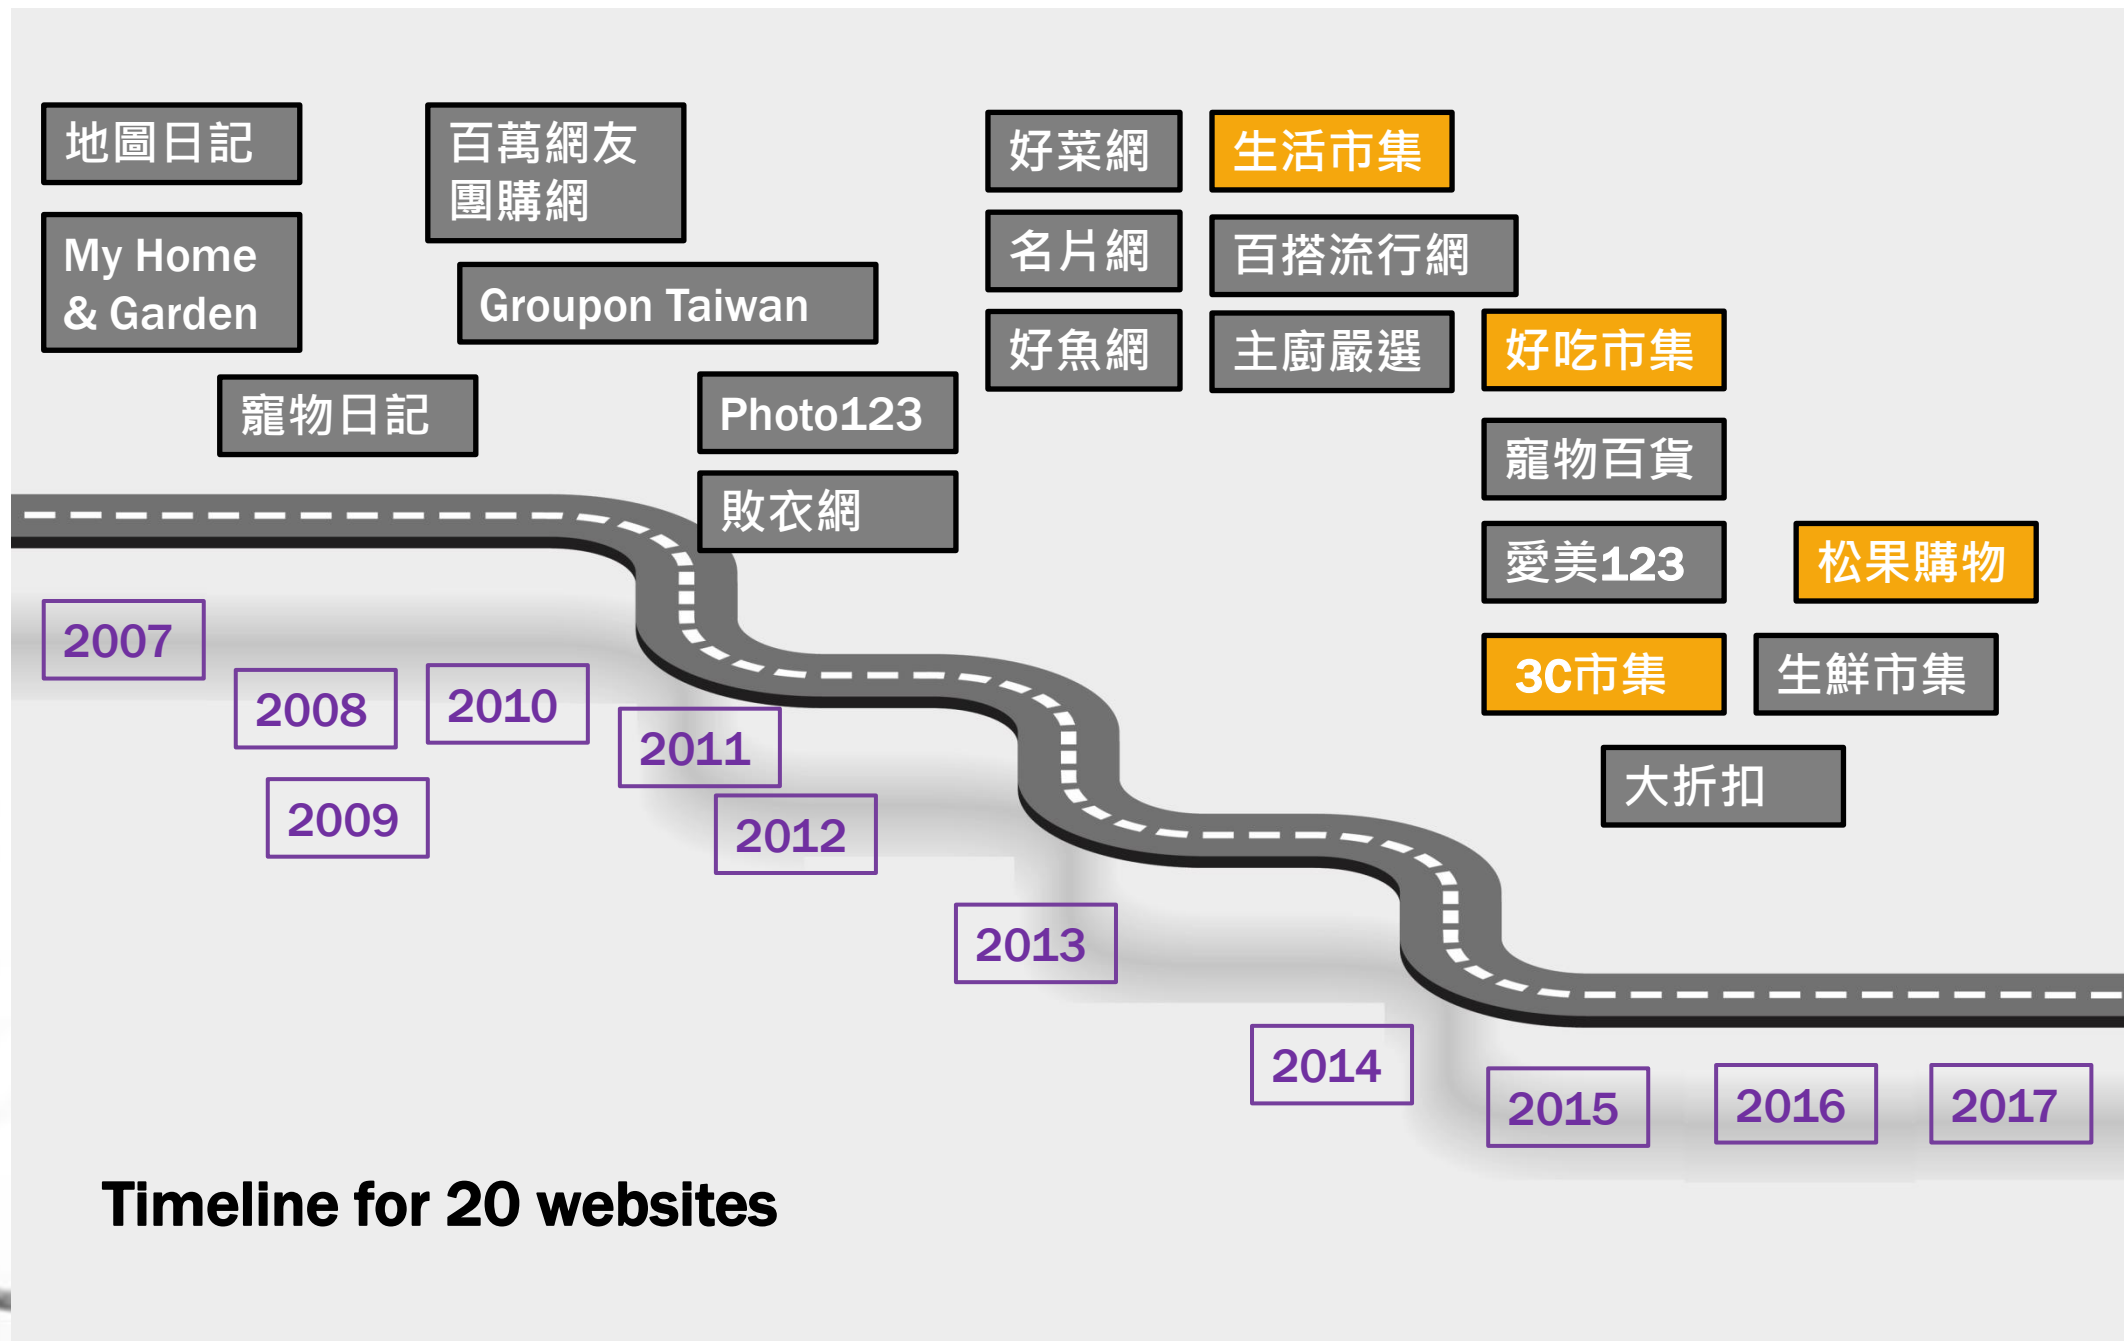 地圖日記
My Home
& Garden
寵物日記
百萬網友
團購網
Groupon Taiwan
Photo123
敗衣網
好菜網
名片網
好魚網
生活市集
百搭流行網
主廚嚴選
好吃市集
寵物百貨
愛美123
3C市集
松果購物
生鮮市集
大折扣
2007
2008
2009
2010
2011
2012
2013
2014
2015
2016
2017
Timeline for 20 websites